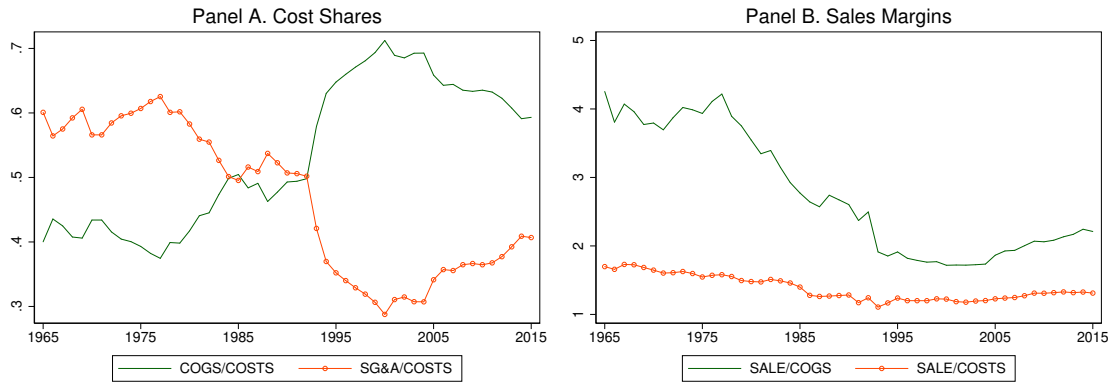 Panel A. Cost Shares
.7
.6
.5
.4
.3
1965 1975 1985 1995 2005 2015
COGS/COSTS SG&A/COSTS
Panel B. Sales Margins
5
4
3
2
1
1965 1975 1985 1995 2005 2015
SALE/COGS SALE/COSTS